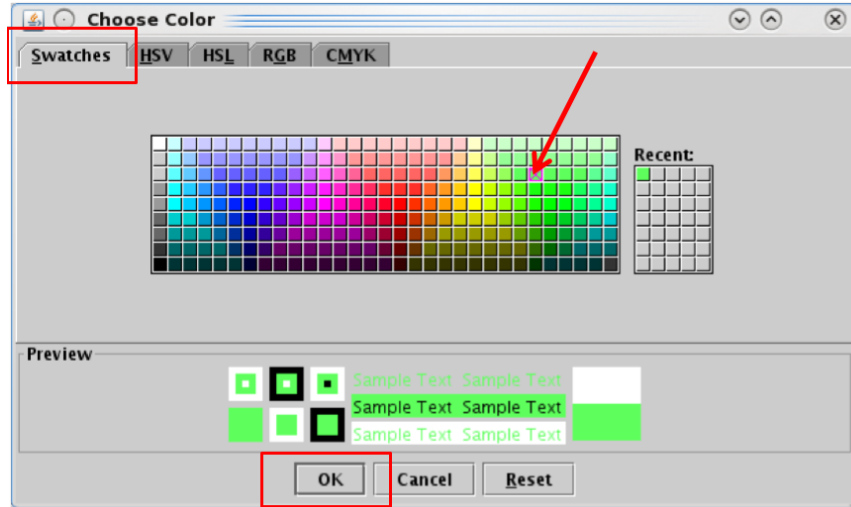 Choose Color
Swatches HSV HSL RGB CMYK
Recent:
Preview
Sample Text Sample Text
Sample Text Sample Text
Sample Text Sample Text
OK Cancel Reset